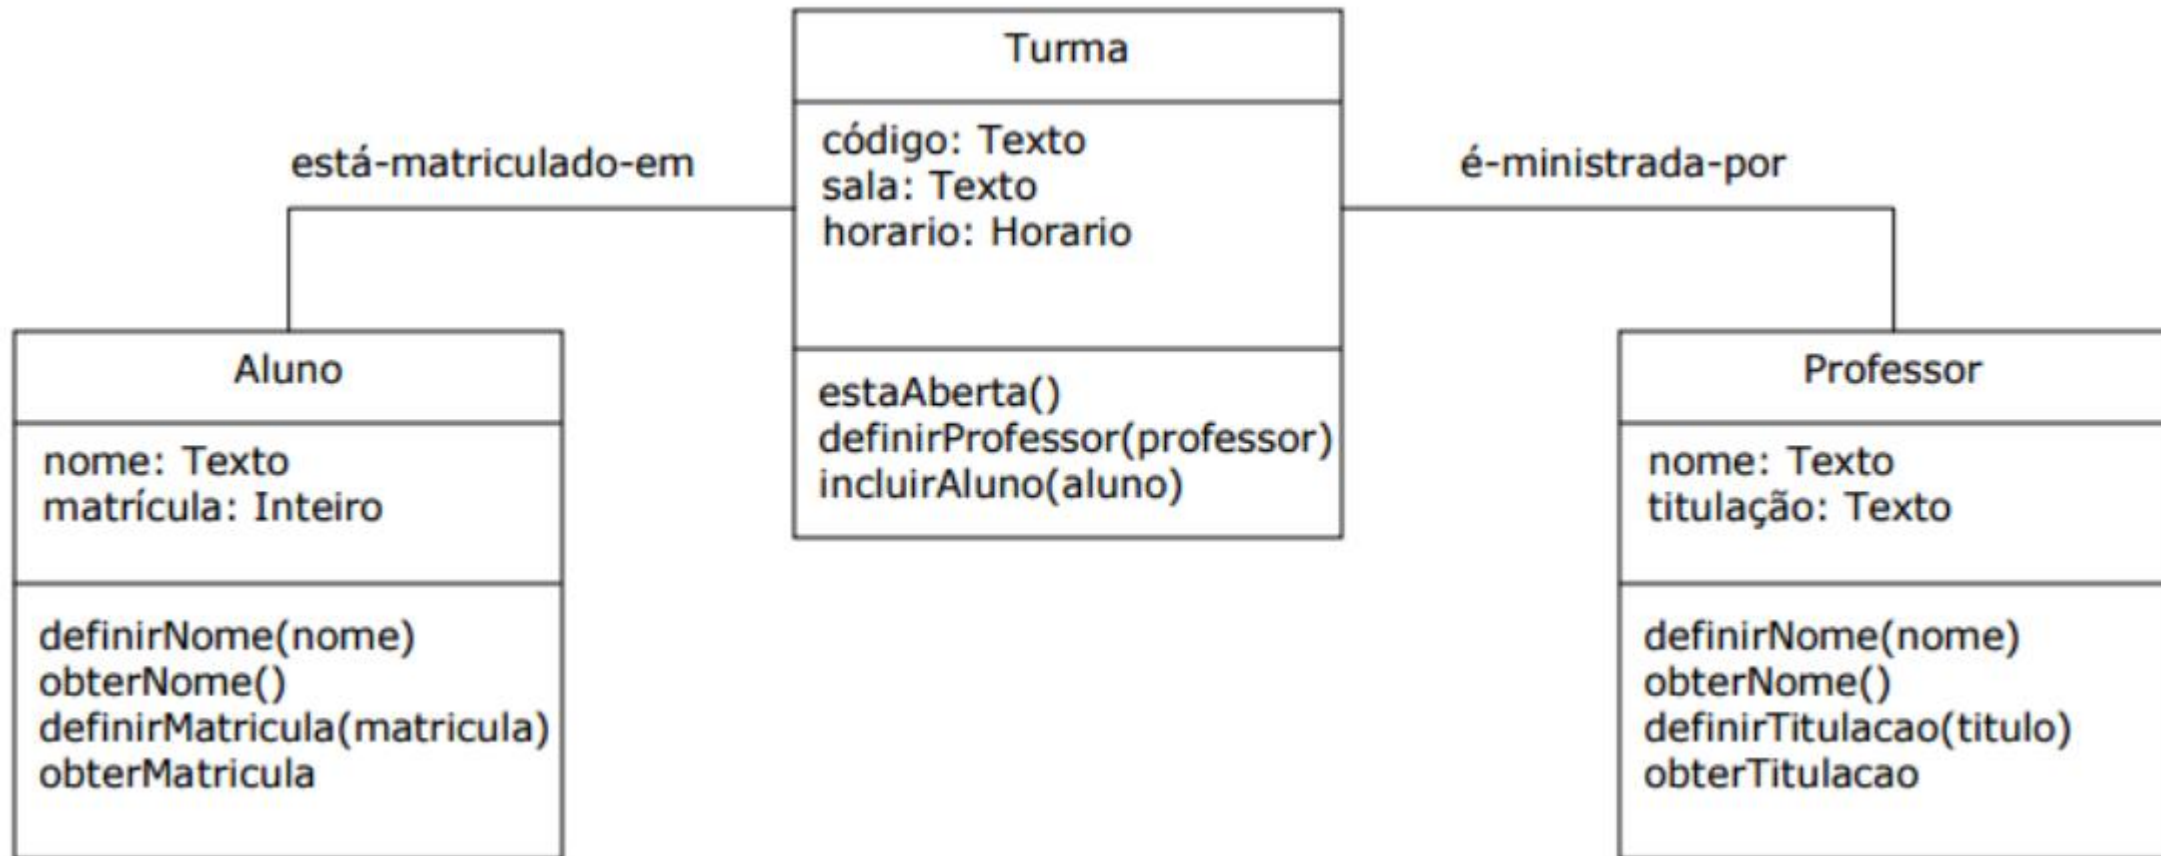 Turma
código: Texto
sala: Texto
horario: Horario
estaAberta()
definirProfessor(professor)
incluirAluno(aluno)
está-matriculado-em
é-ministrada-por
Aluno
nome: Texto
matrícula: Inteiro
definirNome(nome)
obterNome()
definirMatricula(matricula)
obterMatricula
Professor
nome: Texto
titulação: Texto
definirNome(nome)
obterNome()
definirTitulacao(titulo)
obterTitulacao